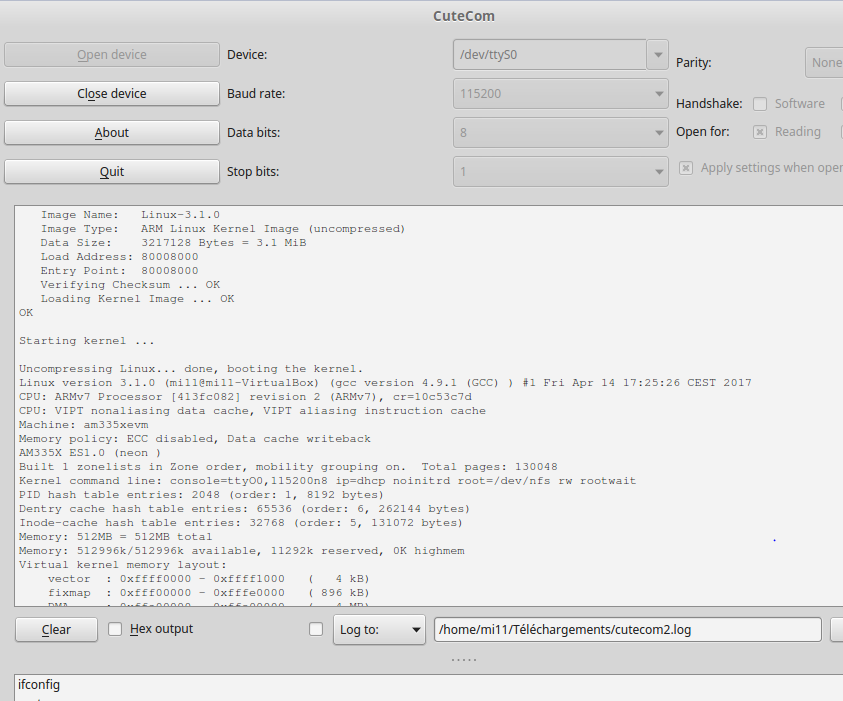 CuteCom
Open device
Device:
/dev/ttyS0
Parity:
None
Close device
Baud rate:
115200
Handshake:
Software
About
Data bits:
8
Open for:
Reading
Quit
Stop bits:
1
Apply settings when open
Image Name: Linux-3.1.0
Image Type: ARM Linux Kernel Image (uncompressed)
Data Size: 3217128 Bytes = 3.1 MiB
Load Address: 80008000
Entry Point: 80008000
Verifying Checksum ... OK
Loading Kernel Image ... OK
OK
Starting kernel ...
Uncompressing Linux... done, booting the kernel.
Linux version 3.1.0 (mi11@mi11-VirtualBox) (gcc version 4.9.1 (GCC) ) #1 Fri Apr 14 17:25:26 CEST 2017
CPU: ARMv7 Processor [413fc082] revision 2 (ARMv7), cr=10c53c7d
CPU: VIPT nonaliasing data cache, VIPT aliasing instruction cache
Machine: am335xevm
Memory policy: ECC disabled, Data cache writeback
AM335X ES1.0 (neon )
Built 1 zonelists in Zone order, mobility grouping on. Total pages: 130048
Kernel command line: console=ttyO0,115200n8 ip=dhcp noinitrd root=/dev/nfs rw rootwait
PID hash table entries: 2048 (order: 1, 8192 bytes)
Dentry cache hash table entries: 65536 (order: 6, 262144 bytes)
Inode-cache hash table entries: 32768 (order: 5, 131072 bytes)
Memory: 512MB = 512MB total
Memory: 512996k/512996k available, 11292k reserved, 0K highmem
Virtual kernel memory layout:
vector : 0xffff0000 - 0xffff1000 ( 4 kB)
fixmap : 0xfff00000 - 0xfffe0000 ( 896 kB)
Clear
Hex output
Log to:
/home/mi11/Téléchargements/cutecom2.log
ifconfig